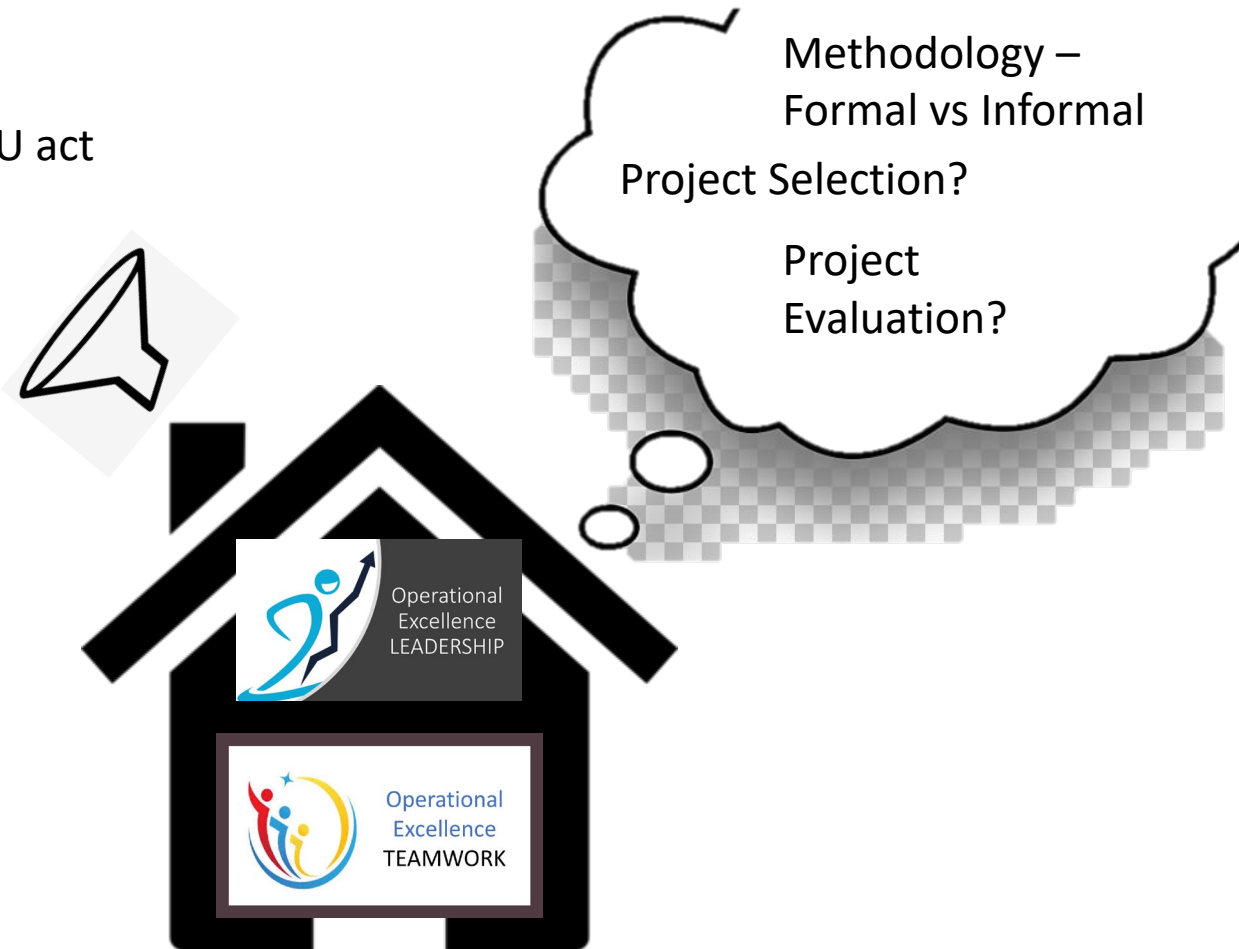 U act
Methodology –
Formal vs Informal
Project Selection?
Project
Evaluation?
Operational
Excellence
LEADERSHIP
Operational
Excellence
TEAMWORK